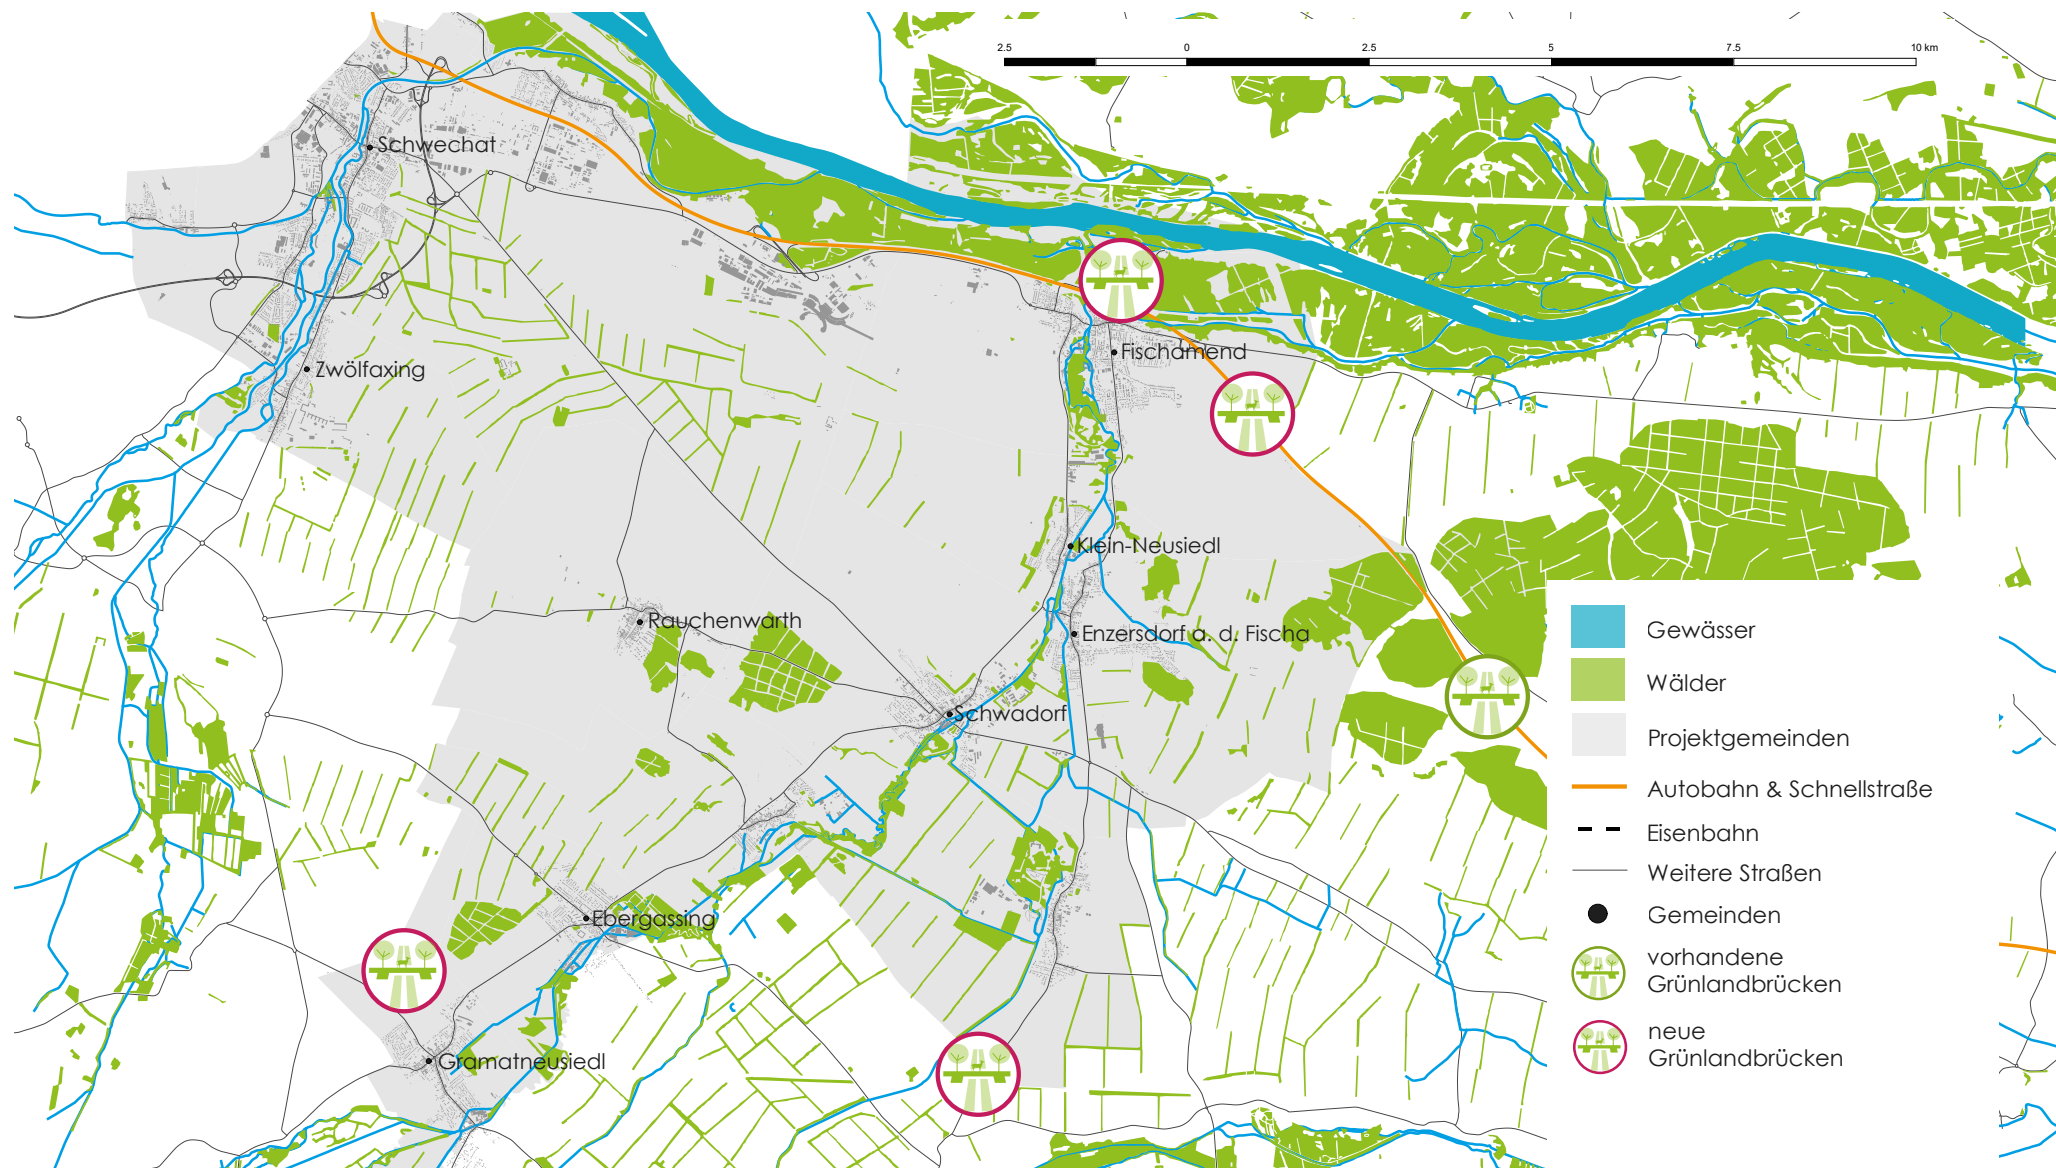 2.5 0 2.5 5 7.5 10 km
Schwechat
Fischamend
Zwölfaxing
Klein-Neusiedl
Rauchenwarth
Enzersdorf a. d. Fischa
Schwadorf
Ebergassing
Gramatneusiedl
Gewässer
Wälder
Projektgemeinden
Autobahn & Schnellstraße
Eisenbahn
Weitere Straßen
Gemeinden
vorhandene
Grünlandbrücken
neue
Grünlandbrücken